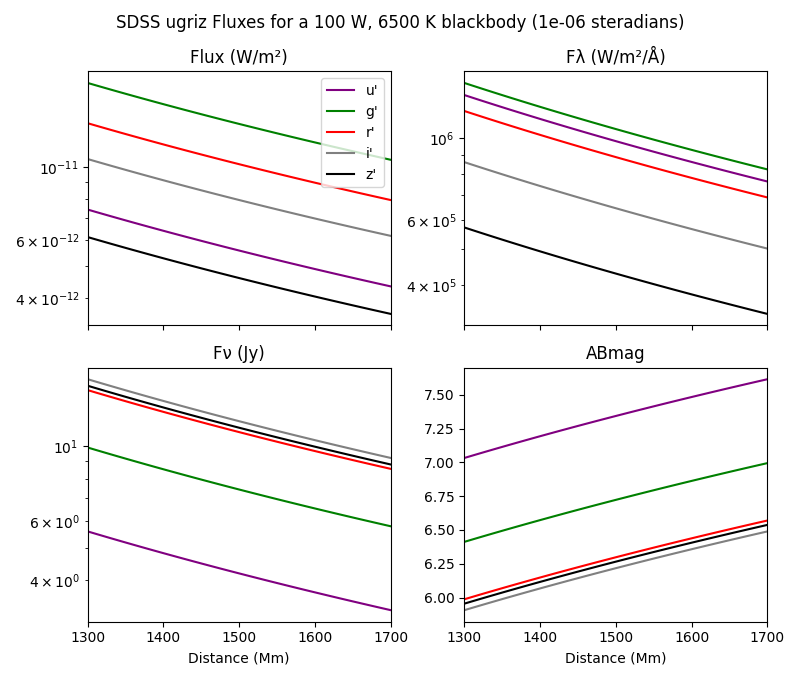 SDSS ugriz Fluxes for a 100 W, 6500 K blackbody (1e-06 steradians)
Flux (W/m²)
Fλ (W/m²/Å)
u'
g'
r'
i'
z'
10⁻¹¹
6 × 10⁻¹²
4 × 10⁻¹²
10⁶
6 × 10⁵
4 × 10⁵
Fν (Jy)
ABmag
10¹
6 × 10⁰
4 × 10⁰
7.50
7.25
7.00
6.75
6.50
6.25
6.00
1300 1400 1500 1600 1700
1300 1400 1500 1600 1700
Distance (Mm)
Distance (Mm)